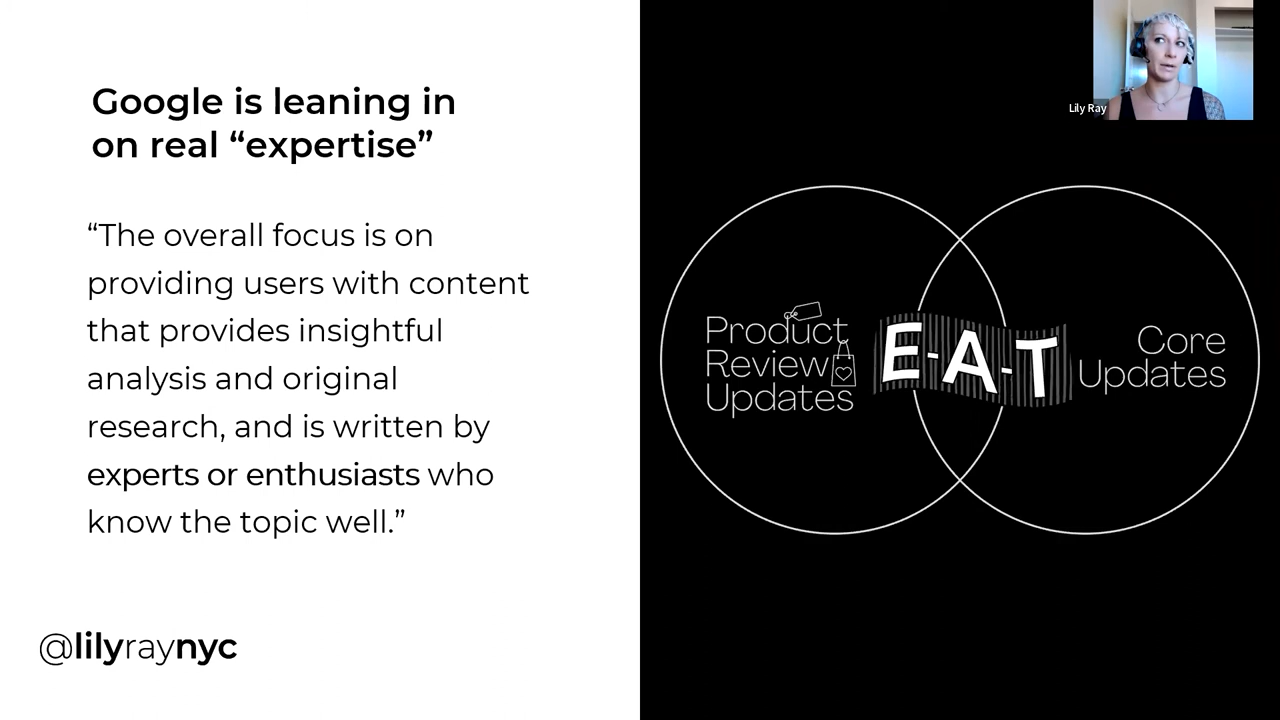 Google is leaning in
on real “expertise”
“The overall focus is on
providing users with content
that provides insightful
analysis and original
research, and is written by
experts or enthusiasts who
know the topic well.”
@lilyraynyc
Lily Ray
Product
Review
Updates
E-A-T
Core
Updates